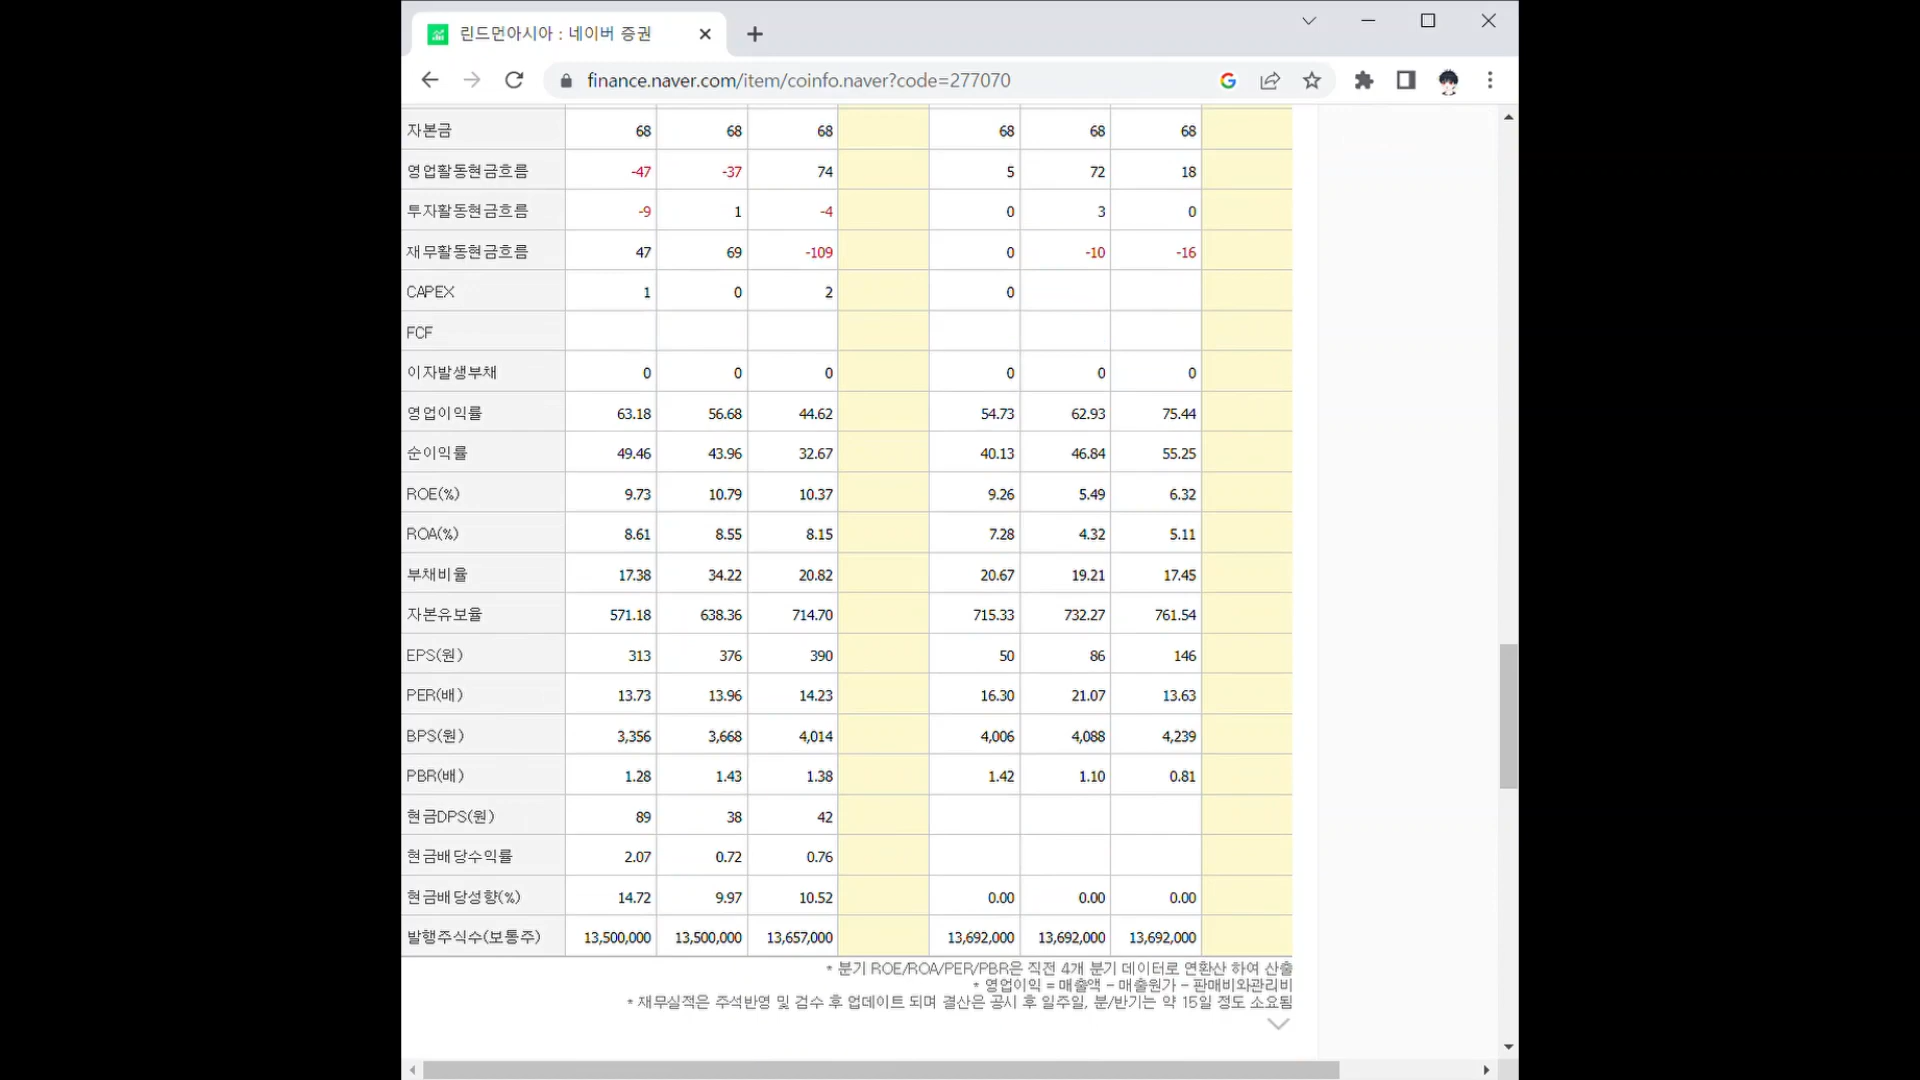 린드먼아시아 : 네이버 증권
finance.naver.com/item/coinfo.naver?code=277070
자본금 68 68 68 68 68 68
영업활동현금흐름 -47 -37 74 5 72 18
투자활동현금흐름 -9 1 -4 0 3 0
재무활동현금흐름 47 69 -109 0 -10 -16
CAPEX 1 0 2 0
FCF
이자발생부채 0 0 0 0 0 0
영업이익률 63.18 56.68 44.62 54.73 62.93 75.44
순이익률 49.46 43.96 32.67 40.13 46.84 55.25
ROE(%) 9.73 10.79 10.37 9.26 5.49 6.32
ROA(%) 8.61 8.55 8.15 7.28 4.32 5.11
부채비율 17.38 34.22 20.82 20.67 19.21 17.45
자본유보율 571.18 638.36 714.70 715.33 732.27 761.54
EPS(원) 313 376 390 50 86 146
PER(배) 13.73 13.96 14.23 16.30 21.07 13.63
BPS(원) 3,356 3,668 4,014 4,006 4,088 4,239
PBR(배) 1.28 1.43 1.38 1.42 1.10 0.81
현금DPS(원) 89 38 42
현금배당수익률 2.07 0.72 0.76
현금배당성향(%) 14.72 9.97 10.52 0.00 0.00 0.00
발행주식수(보통주) 13,500,000 13,500,000 13,657,000 13,692,000 13,692,000 13,692,000
* 분기 ROE/ROA/PER/PBR은 직전 4개 분기 데이터로 연환산 하여 산출
* 영업이익 = 매출액 - 매출원가 - 판매비와관리비
* 재무실적은 주석반영 및 검수 후 업데이트 되며 결산은 공시 후 일주일, 분/반기는 약 15일 정도 소요됨